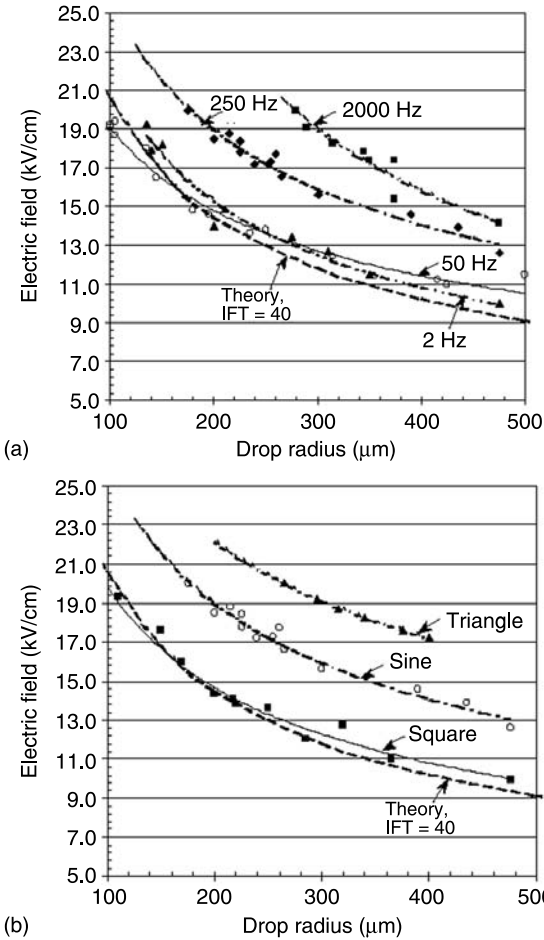 25.0
23.0
21.0
19.0
17.0
15.0
13.0
11.0
9.0
7.0
5.0
Electric field (kV/cm)
250 Hz
2000 Hz
50 Hz
Theory,
IFT = 40
2 Hz
100
200
300
400
500
(a)
Drop radius (μm)
25.0
23.0
21.0
19.0
17.0
15.0
13.0
11.0
9.0
7.0
5.0
Electric field (kV/cm)
Triangle
Sine
Square
Theory,
IFT = 40
100
200
300
400
500
(b)
Drop radius (μm)